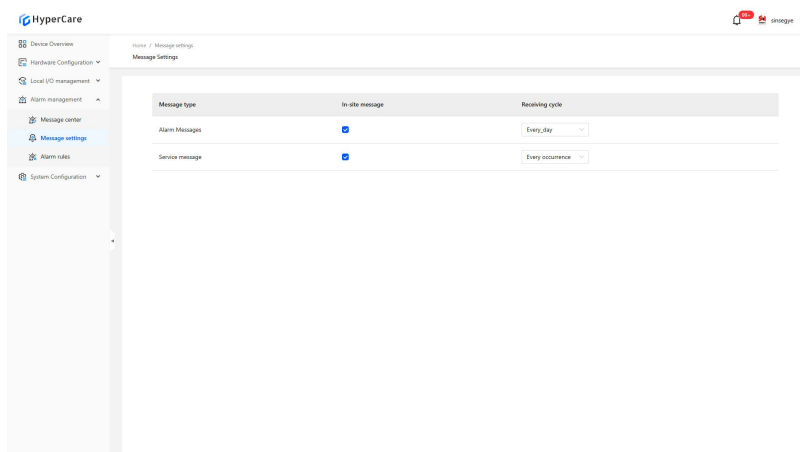 HyperCare
99+
sinsegye
Device Overview
Hardware Configuration
Local I/O management
Alarm management
Message center
Message settings
Alarm rules
System Configuration
Home / Message settings
Message Settings
Message type In-site message Receiving cycle
Alarm Messages Every_day
Service message Every occurrence